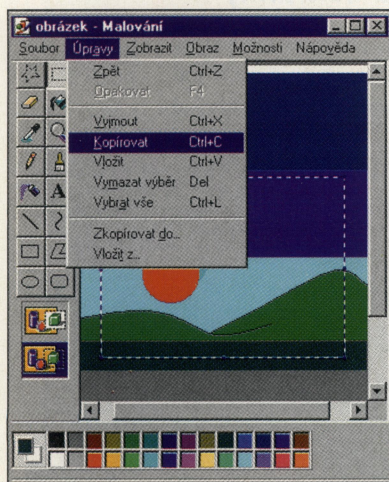 obrázek - Malování
Soubor Úpravy Zobrazit Obraz Možnosti Nápověda
Zpět Ctrl+Z
Opakovat F4
Vyjmout Ctrl+X
Kopírovat Ctrl+C
Vložit Ctrl+V
Vymazat výběr Del
Vybrat vše Ctrl+L
Zkopírovat do...
Vložit z...
A